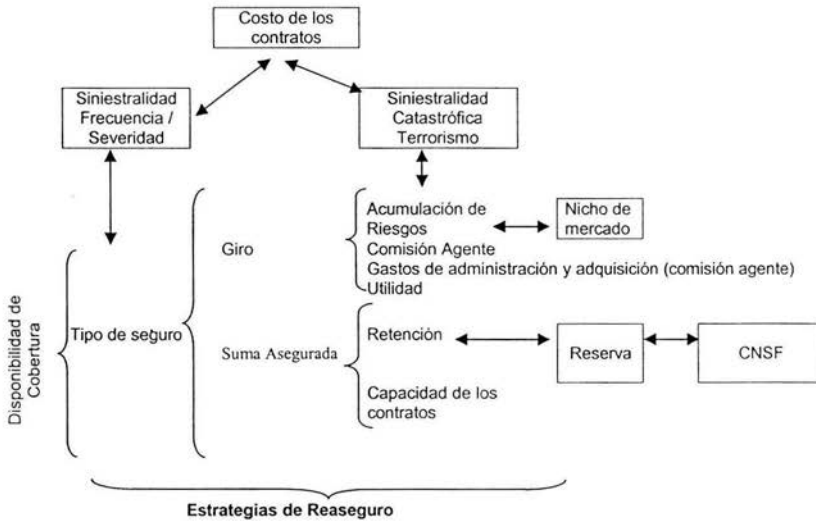 Costo de los
contratos
Siniestralidad
Frecuencia /
Severidad
Siniestralidad
Catastrófica
Terrorismo
Acumulación de
Riesgos
Comisión Agente
Gastos de administración y adquisición (comisión agente)
Utilidad
Nicho de
mercado
Giro
Disponibilidad de
Cobertura
Tipo de seguro
Suma Asegurada
Retención
Capacidad de los
contratos
Reserva
CNSF
Estrategias de Reaseguro